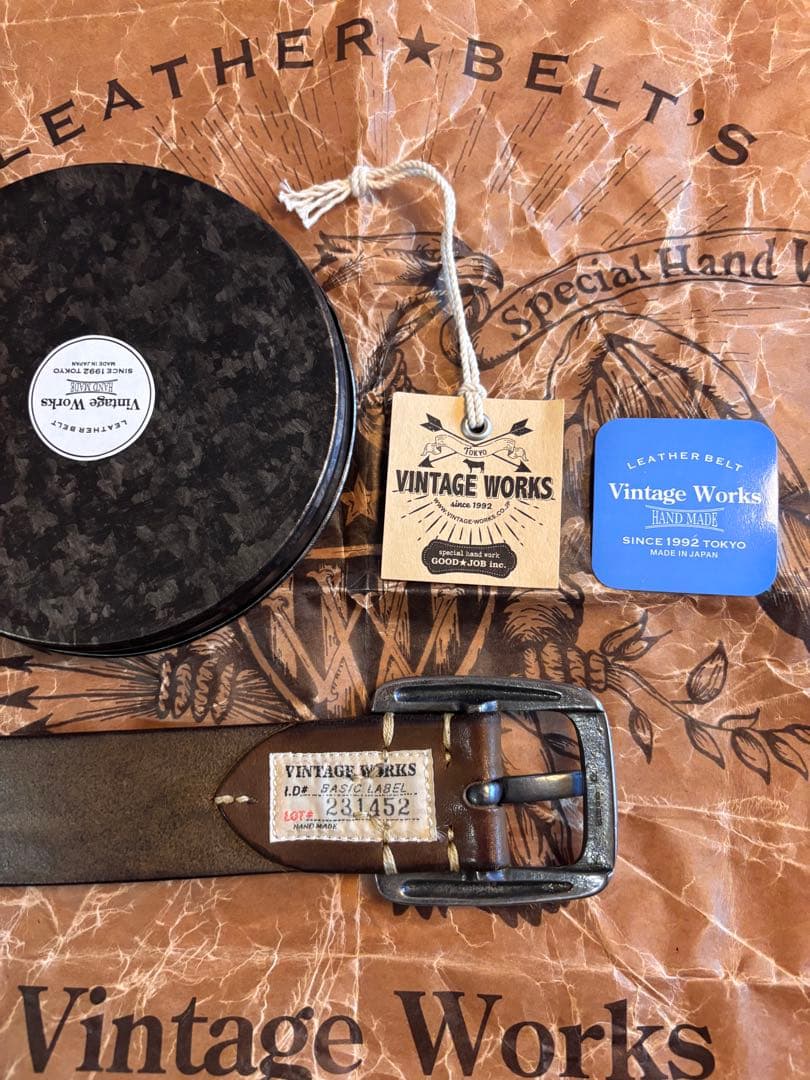 LEATHER★BELT'S
Special Hand W
LEATHER BELT
Vintage Works
HAND MADE
SINCE 1992 TOKYO
MADE IN JAPAN
TOKYO
VINTAGE WORKS
since 1992
WWW.VINTAGE-WORKS.CO.JP
special hand work
GOOD★JOB inc.
LEATHER BELT
Vintage Works
HAND MADE
SINCE 1992 TOKYO
MADE IN JAPAN
VINTAGE WORKS
I.D# BASIC LABEL
LOT# 231452
HAND MADE
Vintage Works